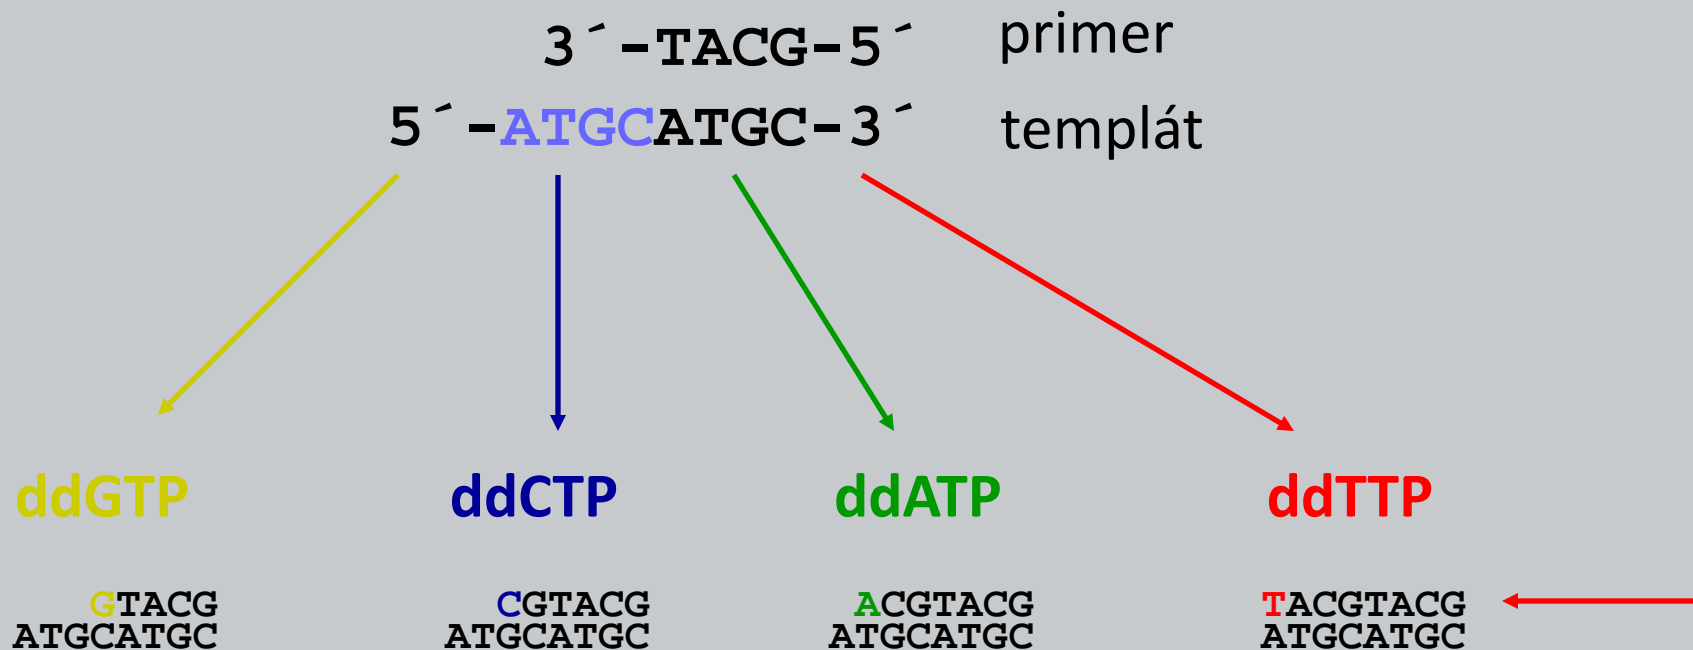 3´-TACG-5´ primer
5´-ATGCATGC-3´ templát
ddGTP ddCTP ddATP ddTTP
GTACG CGTACG ACGTACG TACGTACG
ATGCATGC ATGCATGC ATGCATGC ATGCATGC